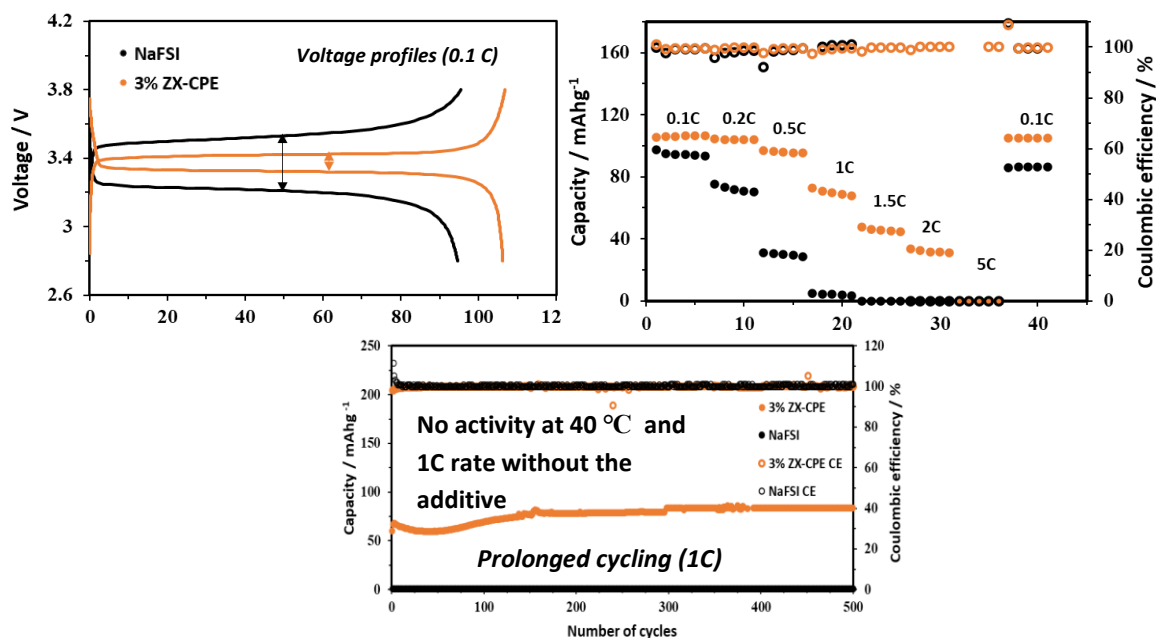 4.2
3.8
3.4
3
2.6
Voltage / V
NaFSI
3% ZX-CPE
Voltage profiles (0.1 C)
0
20
40
60
80
100
12
160
120
80
40
0
Capacity / mAhg-1
0.1C
0.2C
0.5C
1C
1.5C
2C
5C
0.1C
100
80
60
40
20
0
Coulombic efficiency / %
0
10
20
30
40
250
200
150
100
50
0
Capacity / mAhg-1
No activity at 40 °C and
1C rate without the
additive
Prolonged cycling (1C)
3% ZX-CPE
NaFSI
3% ZX-CPE CE
NaFSI CE
120
100
80
60
40
20
0
Coulombic efficiency / %
0
100
200
300
400
500
Number of cycles